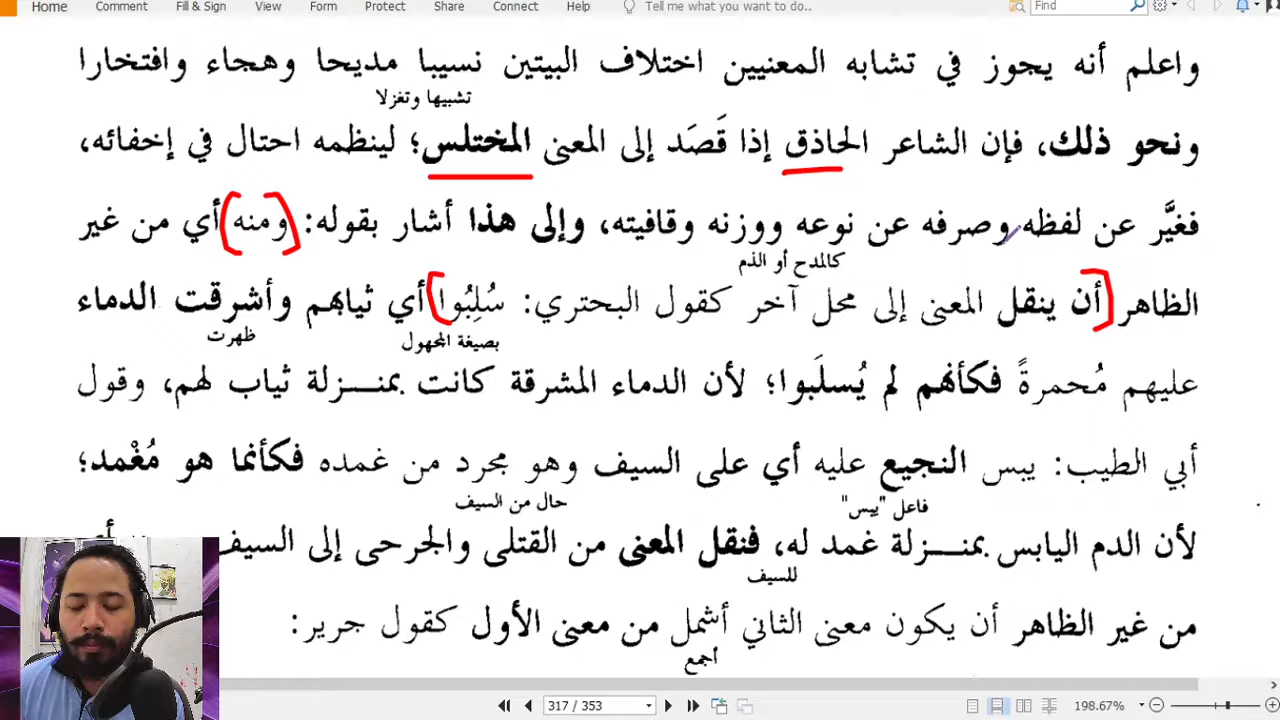 Home Comment Fill & Sign View Form Protect Share Connect Help Tell me what you want to do.. Find
واعلم أنه يجوز في تشابه المعنيين اختلاف البيتين نسيبا مديحا وهجاء وافتخارا
تشبيها وتغزلا
ونحو ذلك، فإن الشاعر الحاذق إذا قَصَد إلى المعنى المختلس؛ لينظمه احتال في إخفائه،
فغيَّر عن لفظه وصرفه عن نوعه ووزنه وقافيته، وإلى هذا أشار بقوله: ومنه أي من غير
كالمدح أو الذم
الظاهر أن ينقل المعنى إلى محل آخر كقول البحتري: سُلِبُوا أي ثيابهم وأشرقت الدماء
بصيغة المجهول
ظهرت
عليهم مُحمرةً فكأنهم لم يُسلَبوا؛ لأن الدماء المشرقة كانت بمنـزلة ثياب لهم، وقول
أبي الطيب: يبس النجيع عليه أي على السيف وهو مجرد من غمده فكأنما هو مُغْمد؛
فاعل "يبس"
حال من السيف
لأن الدم اليابس بمنـزلة غمد له، فنقل المعنى من القتلى والجرحى إلى السيف
للسيف
من غير الظاهر أن يكون معنى الثاني أشمل من معنى الأول كقول جرير:
أجمع
317 / 353 198.67%